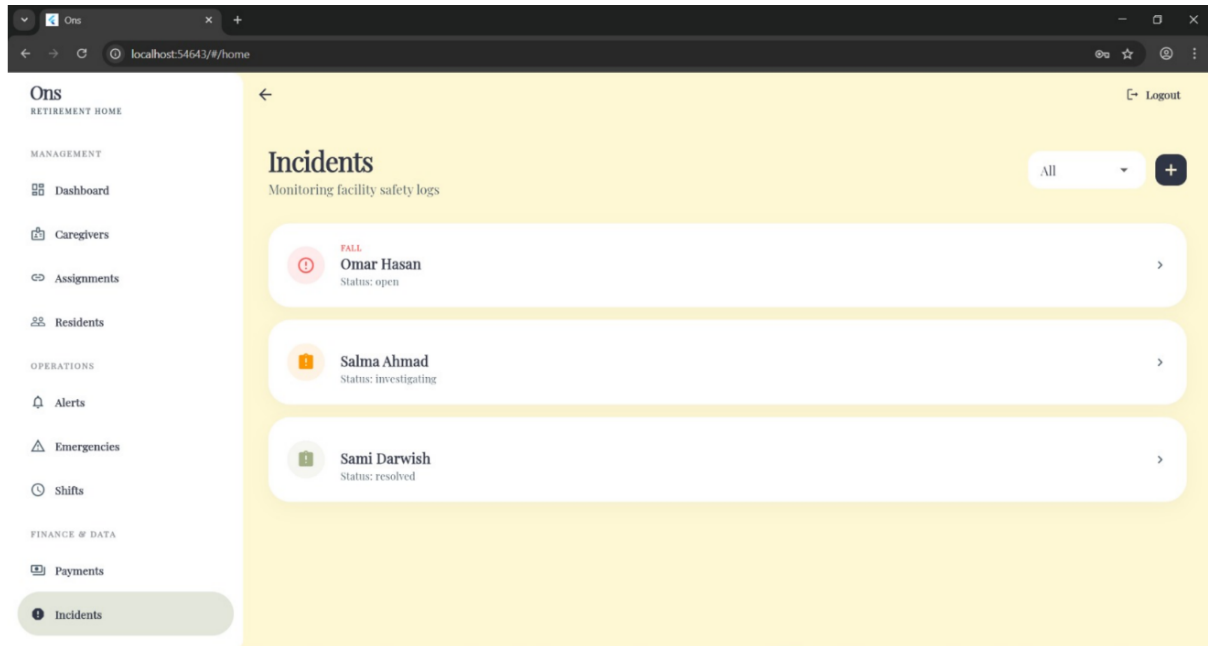 Ons
localhost:54643/#/home
Ons
RETIREMENT HOME
MANAGEMENT
Dashboard
Caregivers
Assignments
Residents
OPERATIONS
Alerts
Emergencies
Shifts
FINANCE & DATA
Payments
Incidents
Logout
Incidents
Monitoring facility safety logs
All
FALL
Omar Hasan
Status: open
Salma Ahmad
Status: investigating
Sami Darwish
Status: resolved